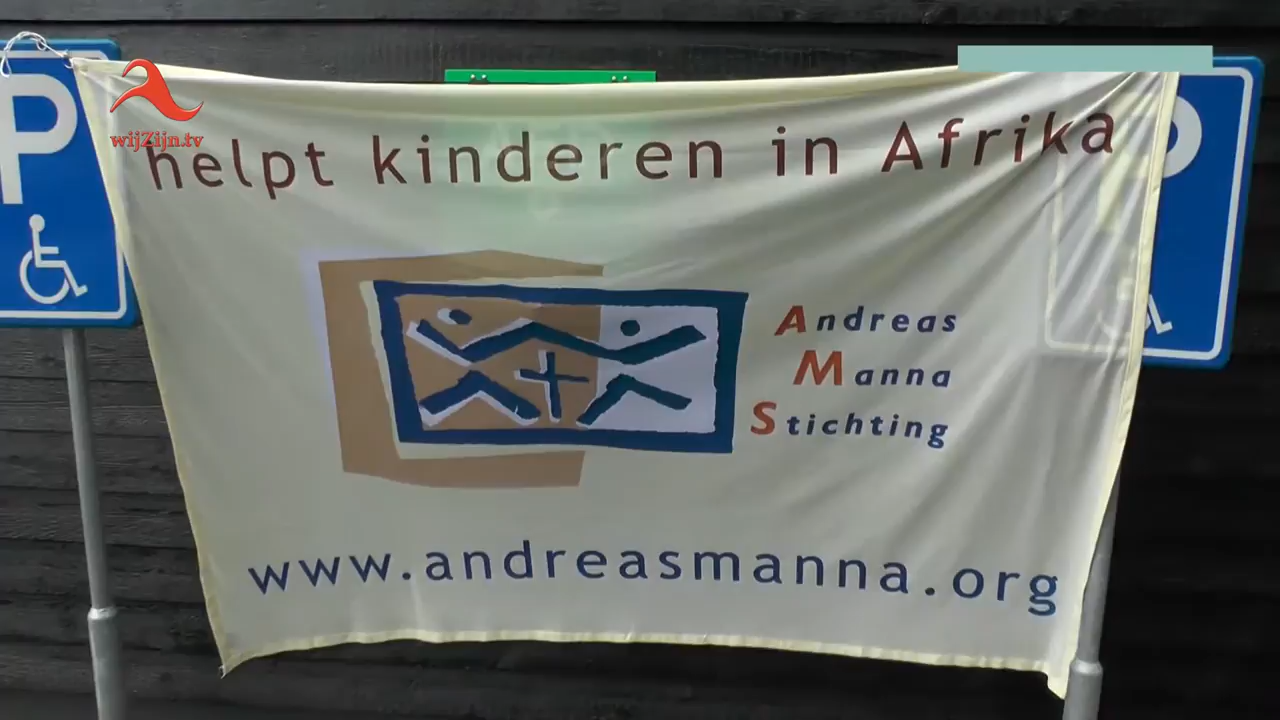 P
wijZijn.tv
helpt kinderen in Afrika
Andreas
Manna
Stichting
www.andreasmanna.org
P